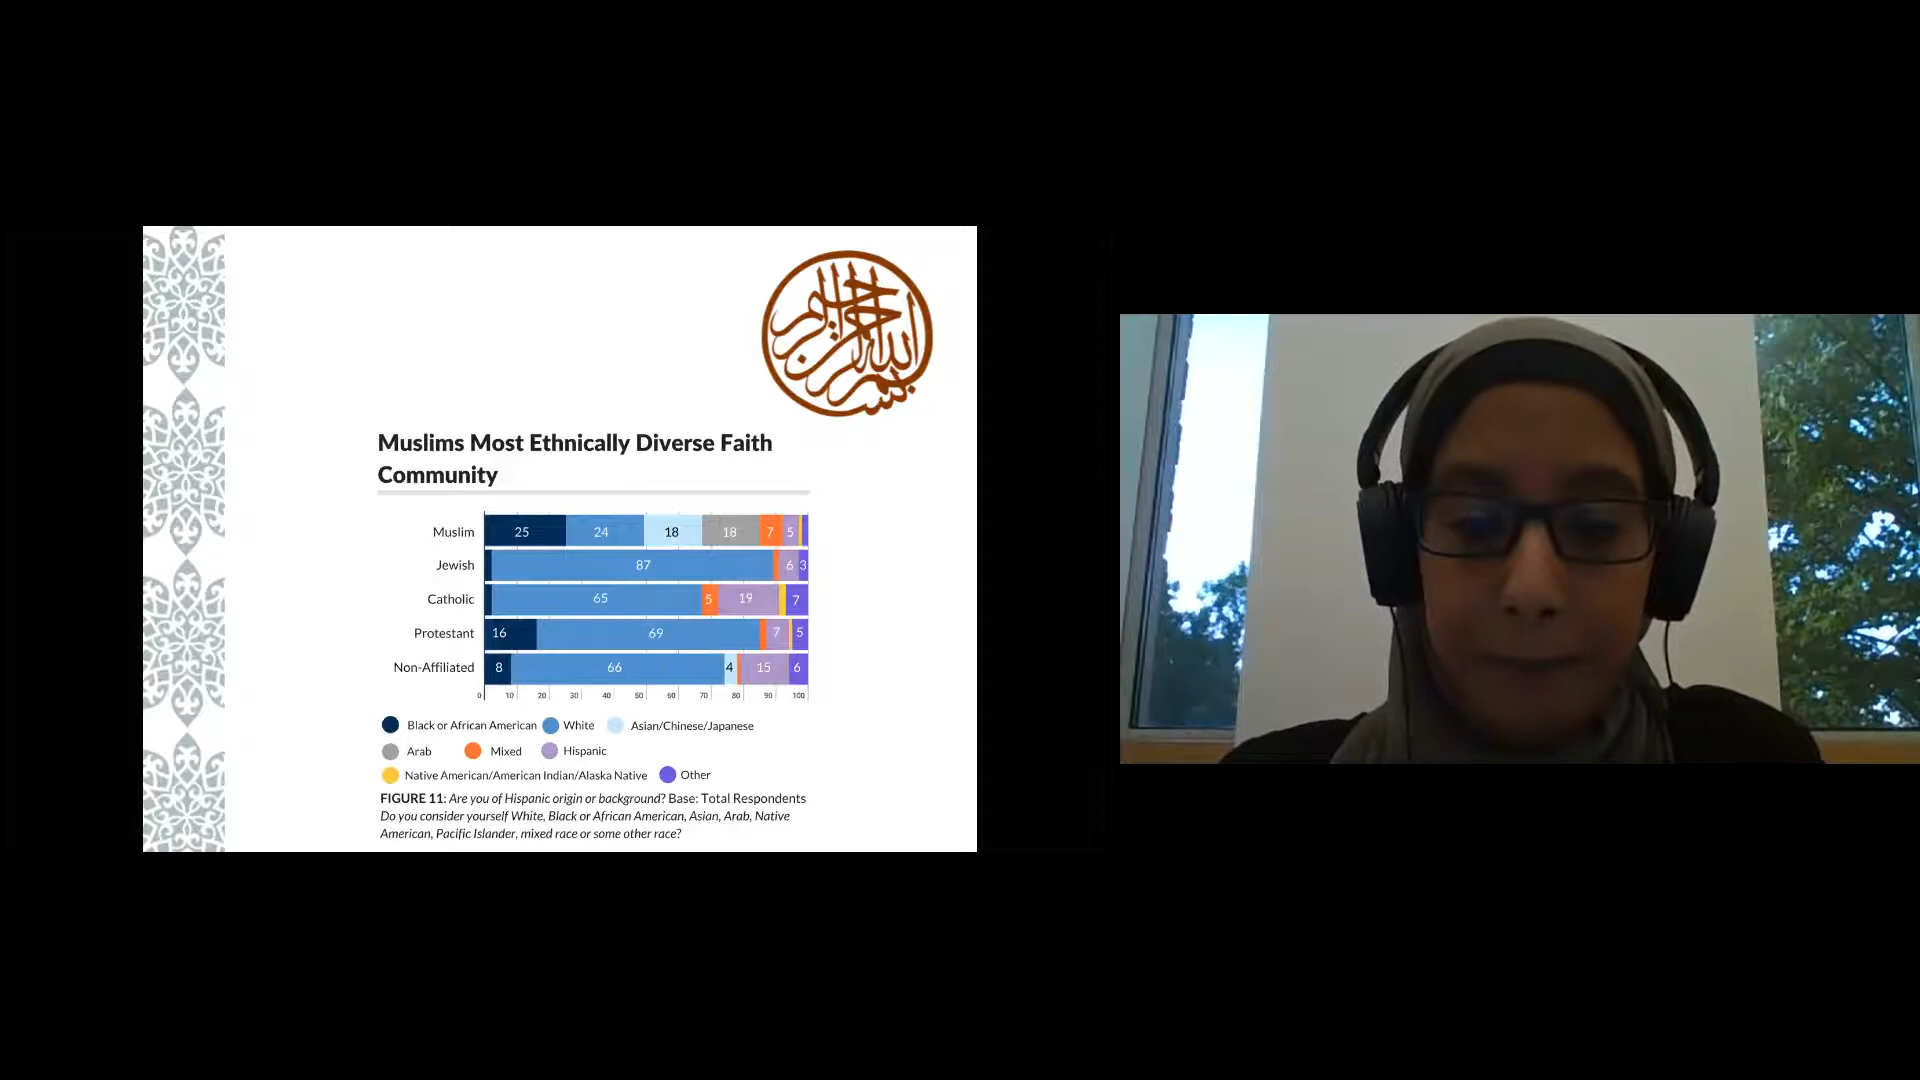 بسم الله الرحمن الرحيم
Muslims Most Ethnically Diverse Faith
Community
Muslim 25 24 18 18 7 5
Jewish 87 6 3
Catholic 65 5 19 7
Protestant 16 69 7 5
Non-Affiliated 8 66 4 15 6
0 10 20 30 40 50 60 70 80 90 100
Black or African American White Asian/Chinese/Japanese
Arab Mixed Hispanic
Native American/American Indian/Alaska Native Other
FIGURE 11: Are you of Hispanic origin or background? Base: Total Respondents
Do you consider yourself White, Black or African American, Asian, Arab, Native
American, Pacific Islander, mixed race or some other race?